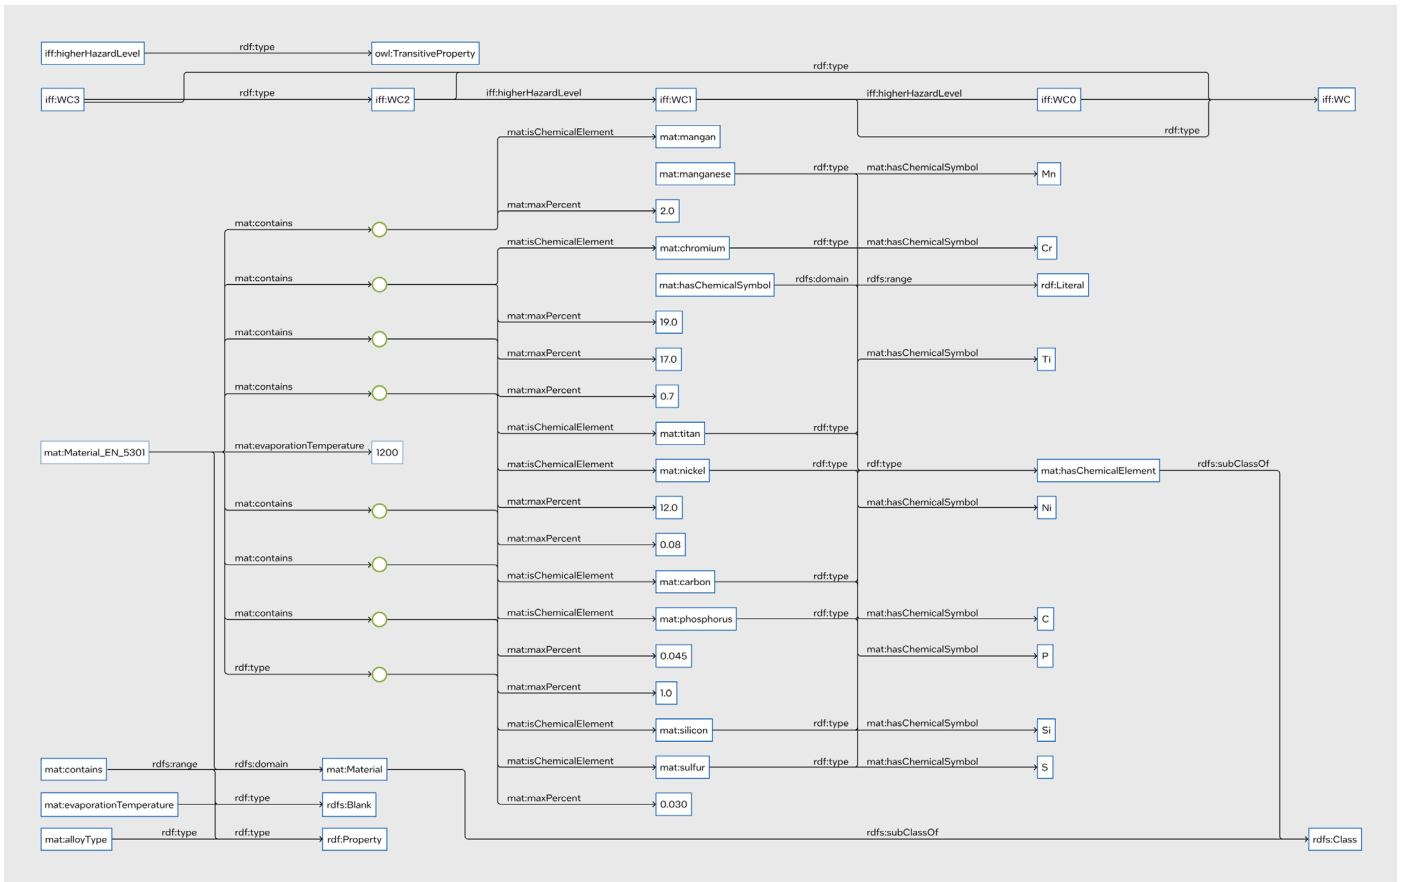 iff:higherHazardLevel rdf:type owl:TransitiveProperty
rdf:type
iff:WC3 rdf:type iff:WC2 iff:higherHazardLevel iff:WC1 iff:higherHazardLevel iff:WC0 iff:WC
rdf:type
mat:isChemicalElement mat:mangan
mat:manganese rdf:type mat:hasChemicalSymbol Mn
mat:maxPercent 2.0
mat:contains
mat:isChemicalElement mat:chromium rdf:type mat:hasChemicalSymbol Cr
mat:contains mat:hasChemicalSymbol rdfs:domain rdfs:range rdf:Literal
mat:maxPercent 19.0
mat:contains
mat:maxPercent 17.0 mat:hasChemicalSymbol Ti
mat:contains mat:maxPercent 0.7
mat:isChemicalElement mat:titan rdf:type
mat:Material_EN_5301 mat:evaporationTemperature 1200
mat:isChemicalElement mat:nickel rdf:type rdf:type mat:hasChemicalElement rdfs:subClassOf
mat:contains mat:maxPercent 12.0 mat:hasChemicalSymbol Ni
mat:maxPercent 0.08
mat:contains
mat:isChemicalElement mat:carbon rdf:type
mat:contains mat:isChemicalElement mat:phosphorus rdf:type mat:hasChemicalSymbol C
mat:maxPercent 0.045 mat:hasChemicalSymbol P
rdf:type
mat:maxPercent 1.0
mat:isChemicalElement mat:silicon rdf:type mat:hasChemicalSymbol Si
mat:contains rdfs:range rdfs:domain mat:Material mat:isChemicalElement mat:sulfur rdf:type mat:hasChemicalSymbol S
mat:evaporationTemperature rdf:type rdfs:Blank mat:maxPercent 0.030
mat:alloyType rdf:type rdf:type rdf:Property rdfs:subClassOf rdfs:Class